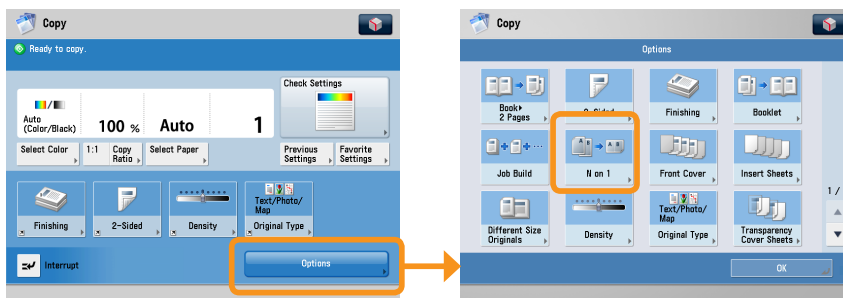 Copy
Ready to copy.
Check Settings
Auto
(Color/Black)
100 %
Auto
1
Select Color
1:1
Copy
Ratio
Select Paper
Previous
Settings
Favorite
Settings
Finishing
2-Sided
Density
Text/Photo/
Map
Original Type
Interrupt
Options
Copy
Options
Book
2 Pages
2-Sided
Finishing
Booklet
Job Build
N on 1
Front Cover
Insert Sheets
1/
Different Size
Originals
Density
Text/Photo/
Map
Original Type
Transparency
Cover Sheets
OK